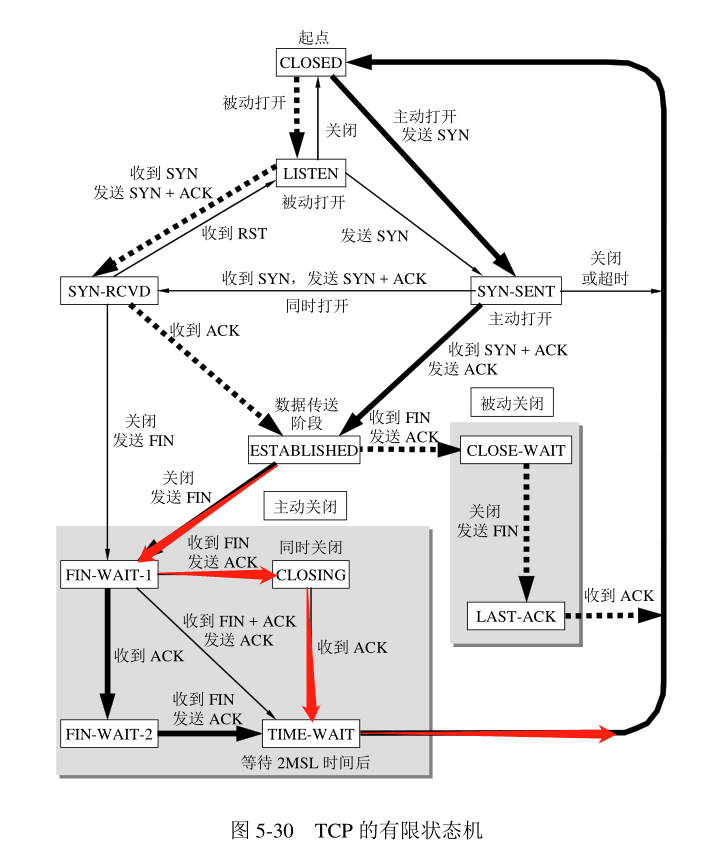 起点
CLOSED
被动打开
关闭
主动打开
发送 SYN
收到 SYN
发送 SYN + ACK
LISTEN
被动打开
收到 RST
发送 SYN
关闭
或超时
SYN-RCVD
收到 SYN，发送 SYN + ACK
同时打开
SYN-SENT
主动打开
收到 ACK
收到 SYN + ACK
发送 ACK
数据传送
阶段
被动关闭
关闭
发送 FIN
ESTABLISHED
收到 FIN
发送 ACK
CLOSE-WAIT
关闭
发送 FIN
主动关闭
关闭
发送 FIN
收到 FIN
发送 ACK
同时关闭
FIN-WAIT-1
CLOSING
LAST-ACK
收到 ACK
收到 FIN + ACK
发送 ACK
收到 ACK
收到 ACK
收到 FIN
发送 ACK
FIN-WAIT-2
TIME-WAIT
等待 2MSL 时间后
图 5-30 TCP 的有限状态机